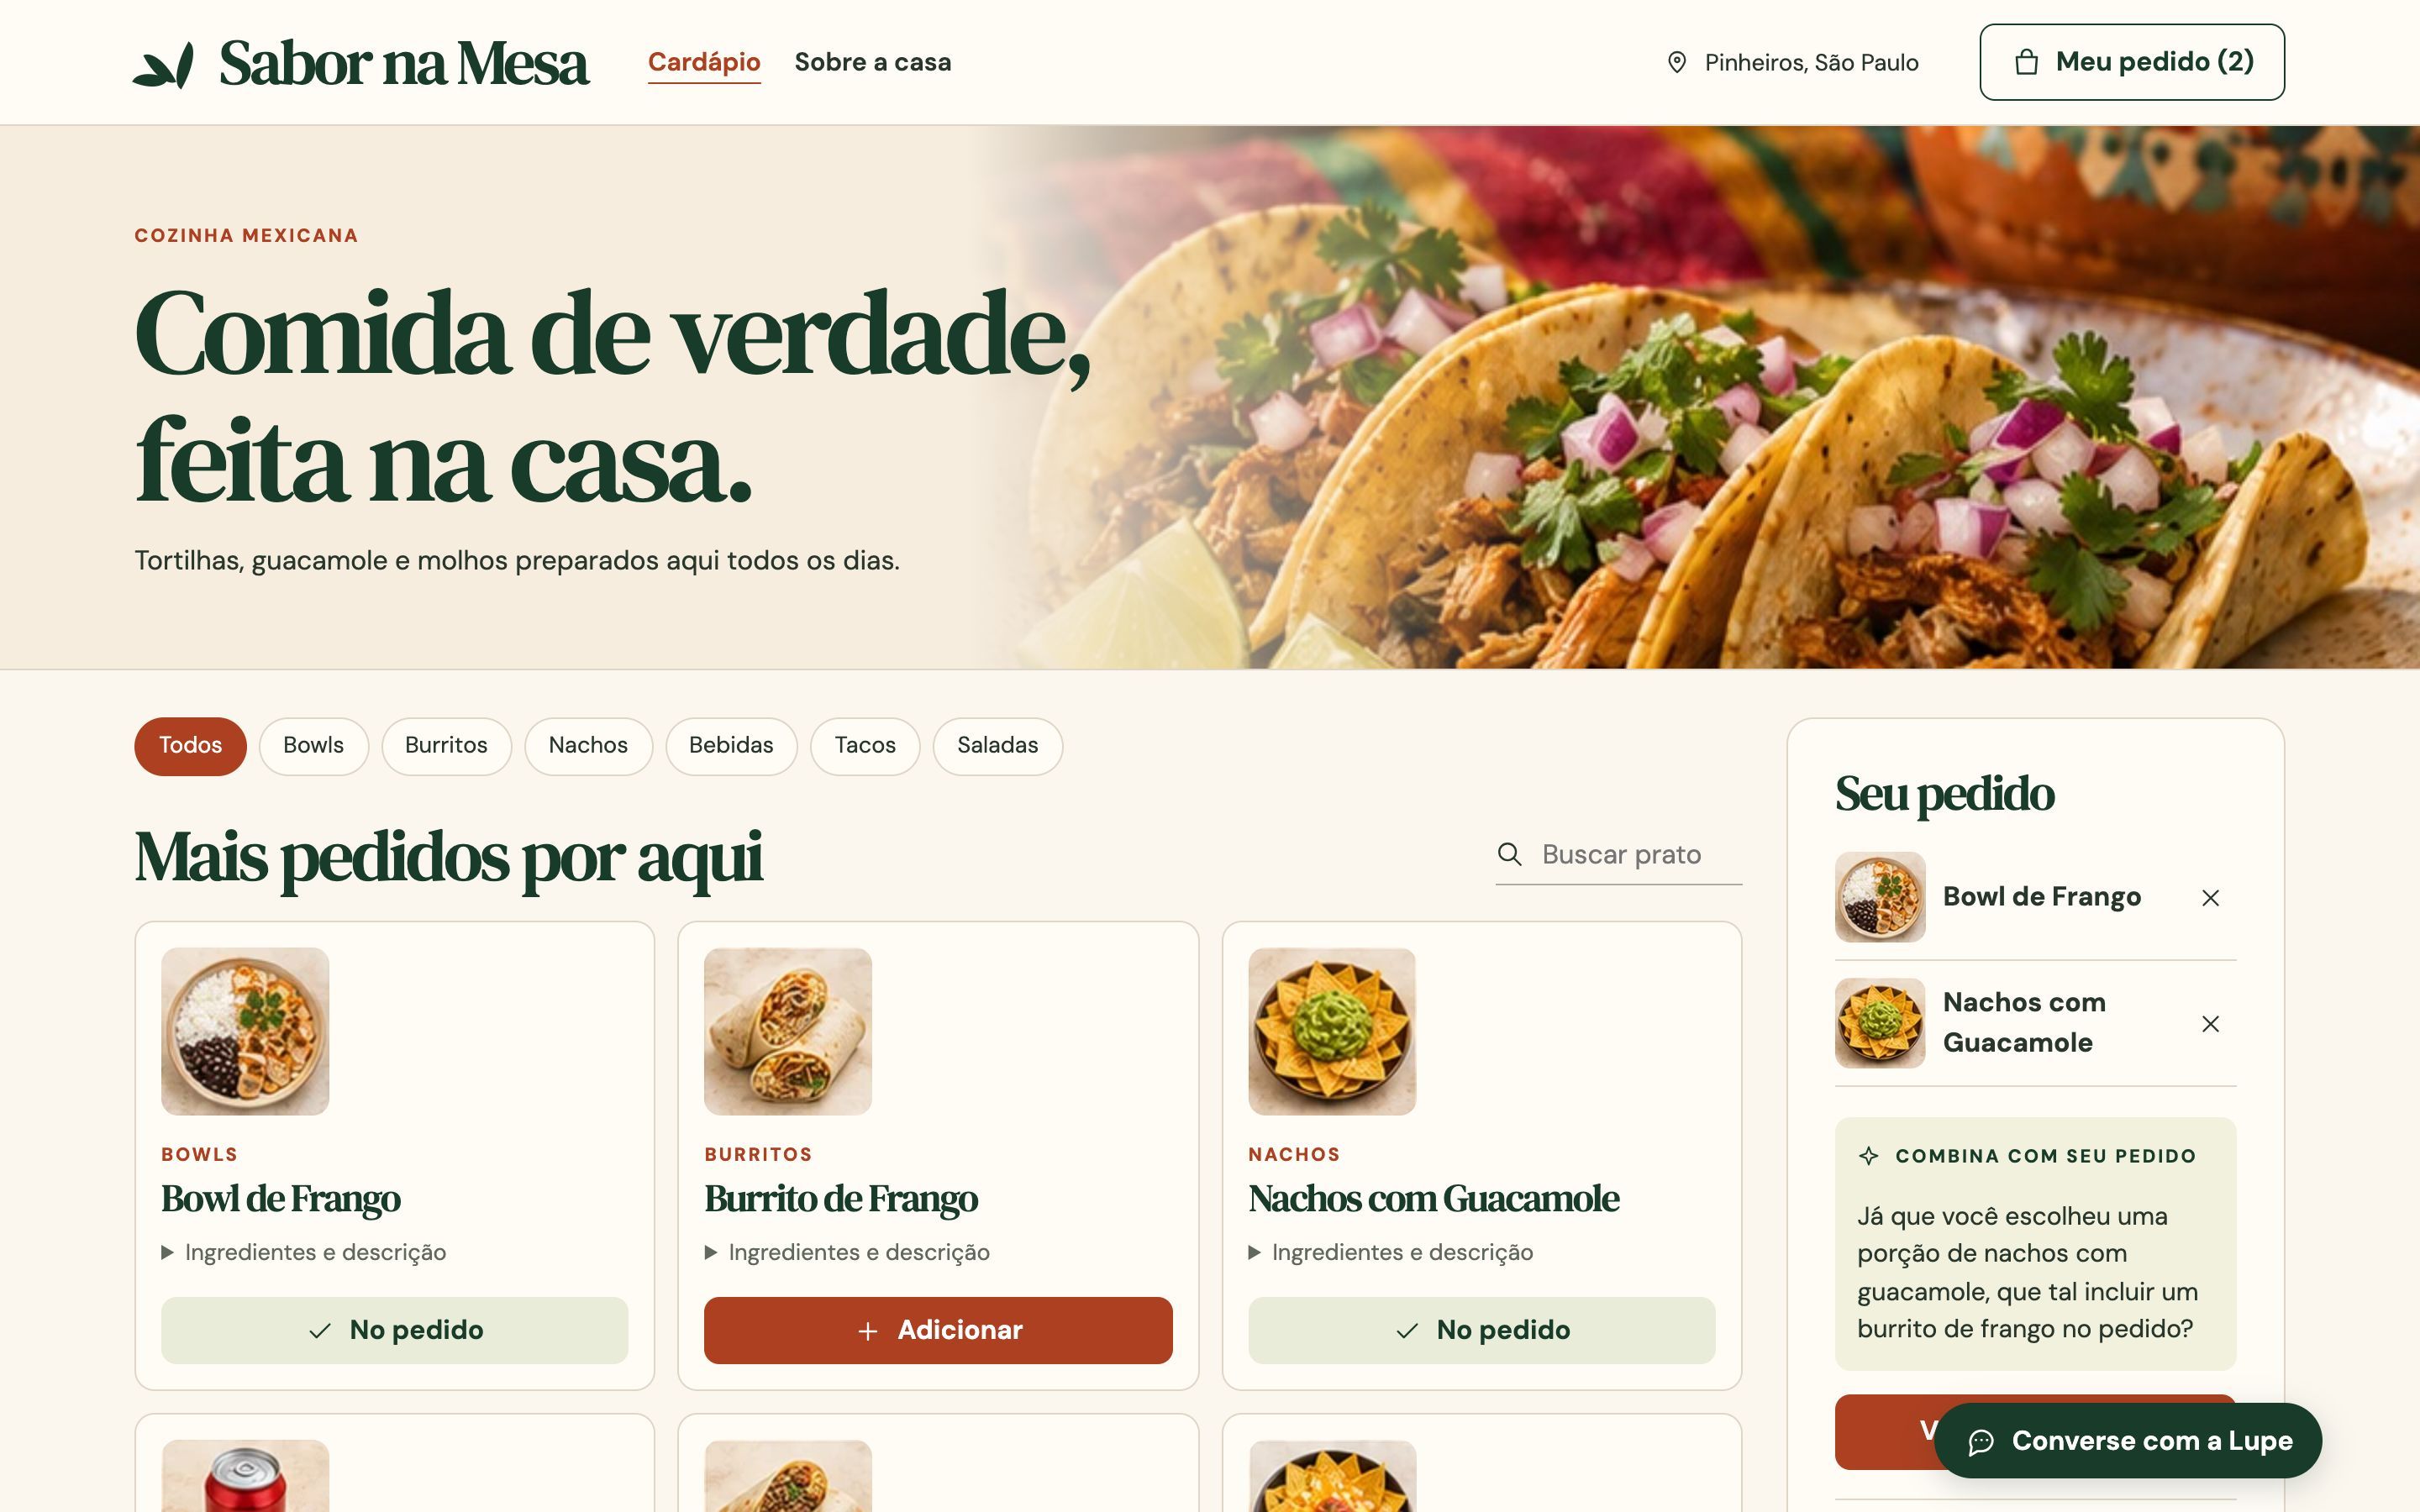 Sabor na Mesa
Cardápio
Sobre a casa
Pinheiros, São Paulo
Meu pedido (2)
COZINHA MEXICANA
Comida de verdade,
feita na casa.
Tortilhas, guacamole e molhos preparados aqui todos os dias.
Todos
Bowls
Burritos
Nachos
Bebidas
Tacos
Saladas
Mais pedidos por aqui
Buscar prato
BOWLS
Bowl de Frango
Ingredientes e descrição
No pedido
BURRITOS
Burrito de Frango
Ingredientes e descrição
Adicionar
NACHOS
Nachos com Guacamole
Ingredientes e descrição
No pedido
Seu pedido
Bowl de Frango
Nachos com
Guacamole
COMBINA COM SEU PEDIDO
Já que você escolheu uma
porção de nachos com
guacamole, que tal incluir um
burrito de frango no pedido?
Converse com a Lupe